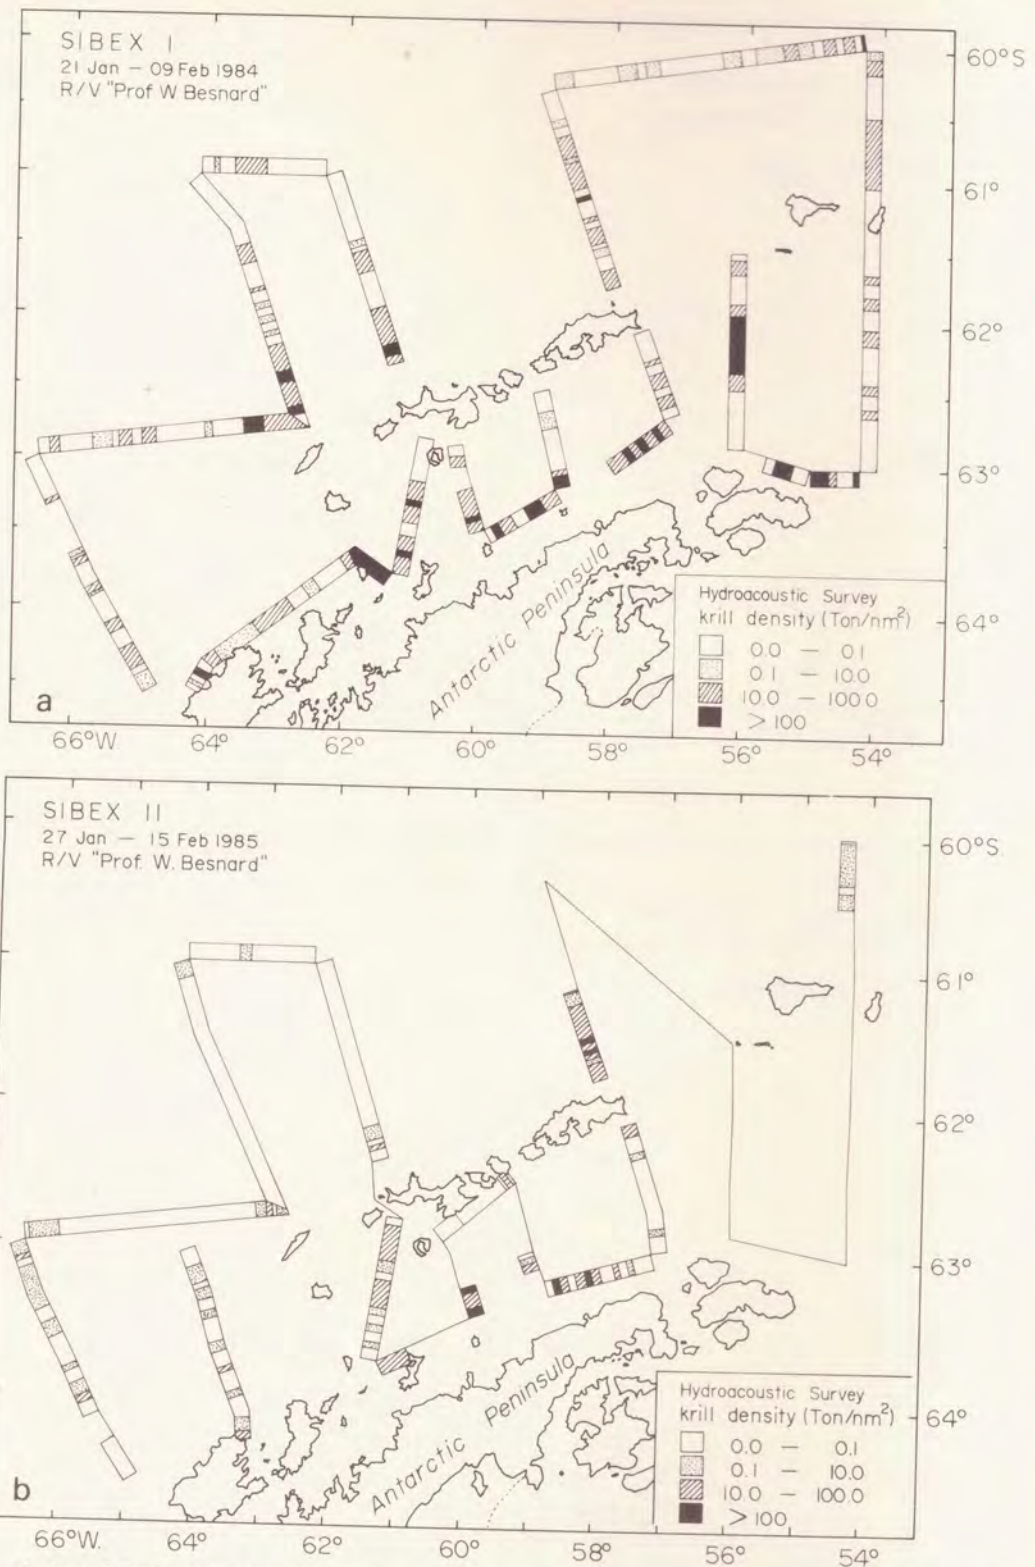 SIBEX I
21 Jan — 09 Feb 1984
R/V "Prof W. Besnard"
60°S
61°
62°
63°
64°
Antarctic Peninsula
Hydroacoustic Survey
krill density (Ton/nm²)
0.0 — 0.1
0.1 — 10.0
10.0 — 100.0
> 100
a
66°W
64°
62°
60°
58°
56°
54°
SIBEX II
27 Jan — 15 Feb 1985
R/V "Prof. W. Besnard"
60°S.
61°
62°
63°
64°
Antarctic Peninsula
Hydroacoustic Survey
krill density (Ton/nm²)
0.0 — 0.1
0.1 — 10.0
10.0 — 100.0
> 100
b
66°W.
64°
62°
60°
58°
56°
54°